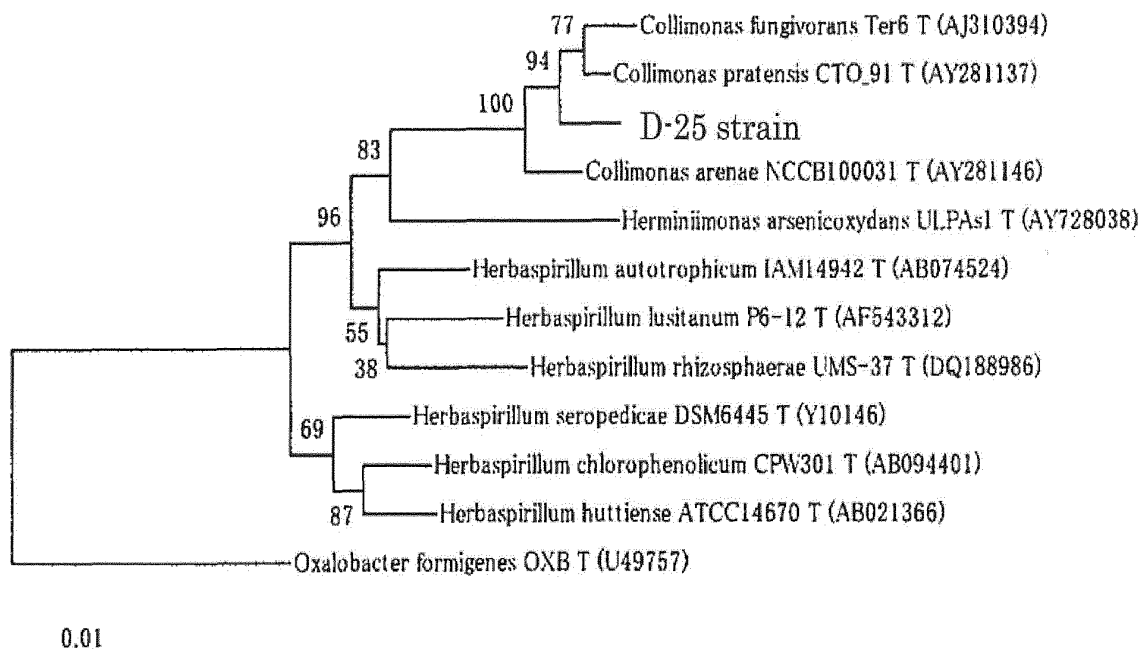 77
Collimonas fungivorans Ter6 T (AJ310394)
94
Collimonas pratensis CTO_91 T (AY281137)
100
D-25 strain
83
Collimonas arenae NCCB100031 T (AY281146)
96
Herminiimonas arsenicoxydans ULPAs1 T (AY728038)
Herbaspirillum autotrophicum IAM14942 T (AB074524)
55
Herbaspirillum lusitanum P6-12 T (AF543312)
38
Herbaspirillum rhizosphaerae UMS-37 T (DQ188986)
69
Herbaspirillum seropedicae DSM6445 T (Y10146)
Herbaspirillum chlorophenolicum CPW301 T (AB094401)
87
Herbaspirillum huttiense ATCC14670 T (AB021366)
Oxalobacter formigenes OXB T (U49757)
0.01